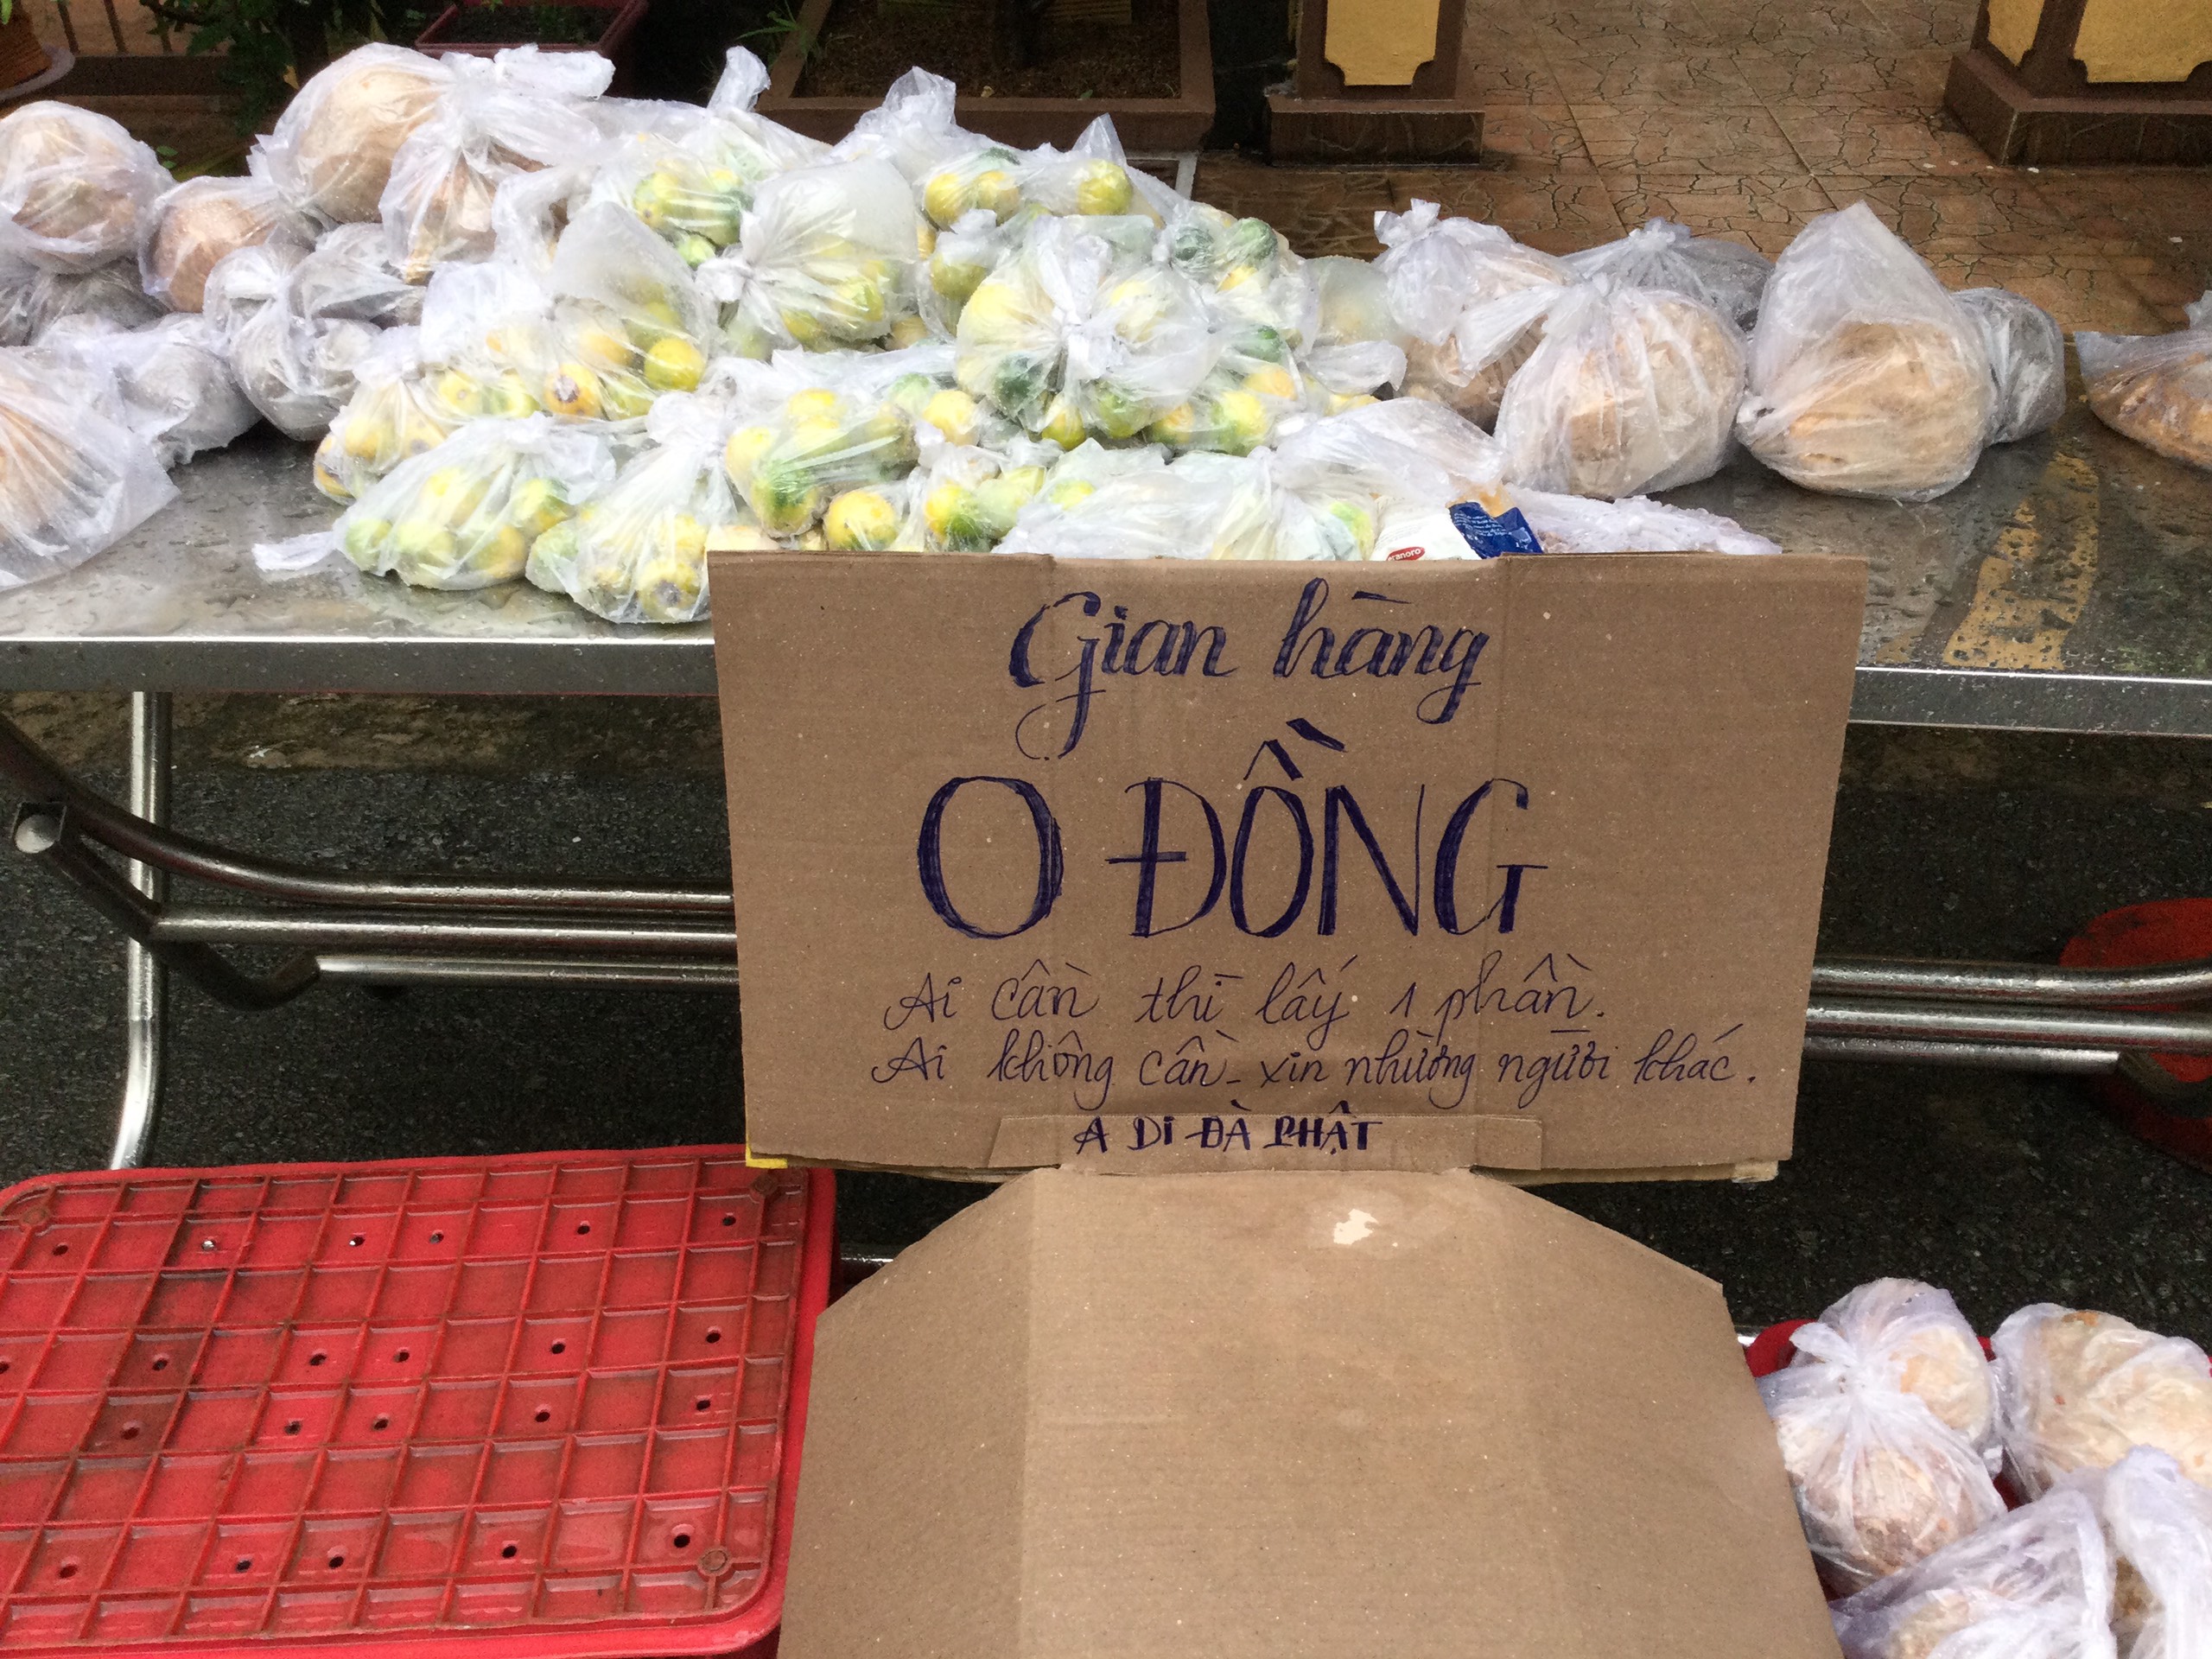 Gian hàng
0 ĐỒNG
Ai cần thì lấy 1 phần.
Ai không cần - xin nhường người khác.
A DI ĐÀ PHẬT